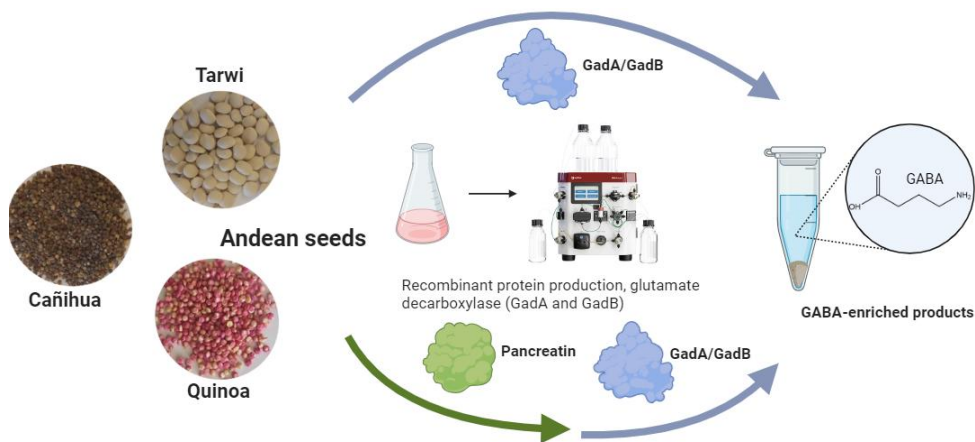 Tarwi
GadA/GadB
Cañihua
Andean seeds
Quinoa
Recombinant protein production, glutamate
decarboxylase (GadA and GadB)
Pancreatin
GadA/GadB
O
OH
GABA
NH₂
GABA-enriched products